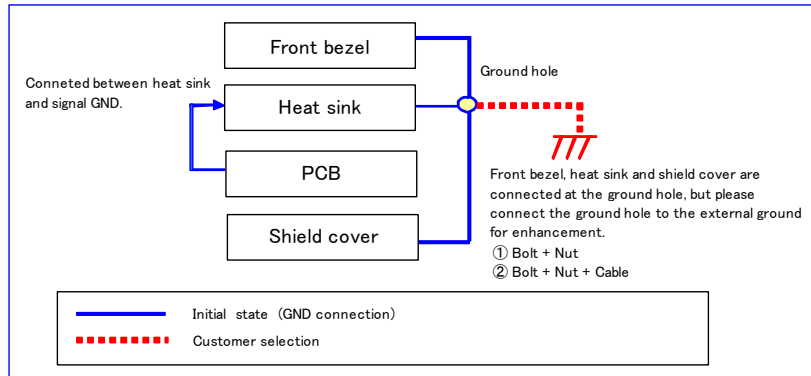 Front bezel
Ground hole
Conneted between heat sink
and signal GND.
Heat sink
PCB
Front bezel, heat sink and shield cover are
connected at the ground hole, but please
connect the ground hole to the external ground
for enhancement.
① Bolt + Nut
② Bolt + Nut + Cable
Shield cover
Initial state (GND connection)
Customer selection